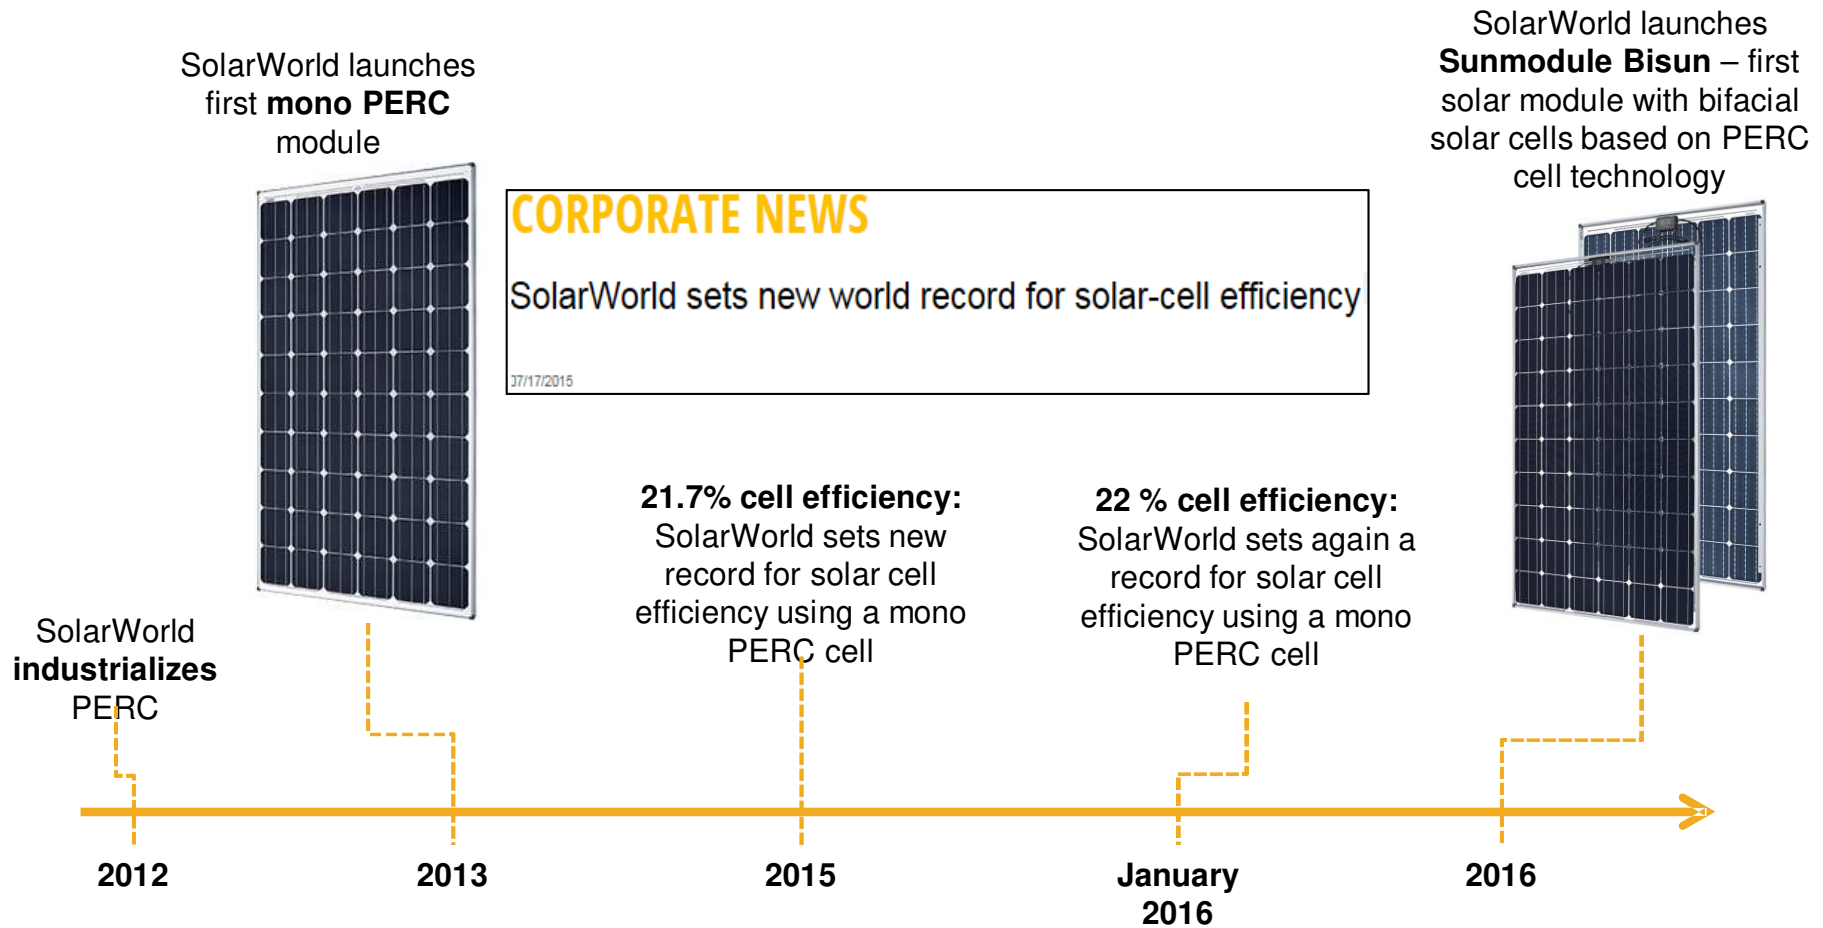 SolarWorld launches
first mono PERC
module
SolarWorld launches
Sunmodule Bisun – first
solar module with bifacial
solar cells based on PERC
cell technology
CORPORATE NEWS
SolarWorld sets new world record for solar-cell efficiency
07/17/2015
21.7% cell efficiency:
SolarWorld sets new
record for solar cell
efficiency using a mono
PERC cell
22 % cell efficiency:
SolarWorld sets again a
record for solar cell
efficiency using a mono
PERC cell
SolarWorld
industrializes
PERC
2012
2013
2015
January
2016
2016